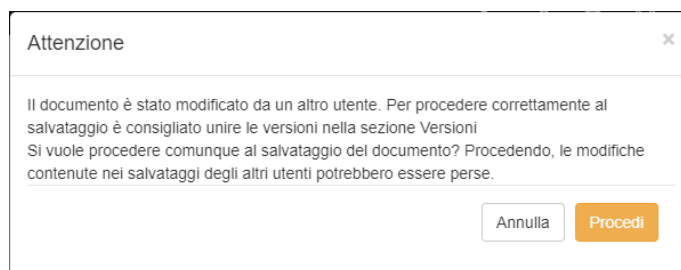 Attenzione
×
Il documento è stato modificato da un altro utente. Per procedere correttamente al
salvataggio è consigliato unire le versioni nella sezione Versioni
Si vuole procedere comunque al salvataggio del documento? Procedendo, le modifiche
contenute nei salvataggi degli altri utenti potrebbero essere perse.
Annulla
Procedi